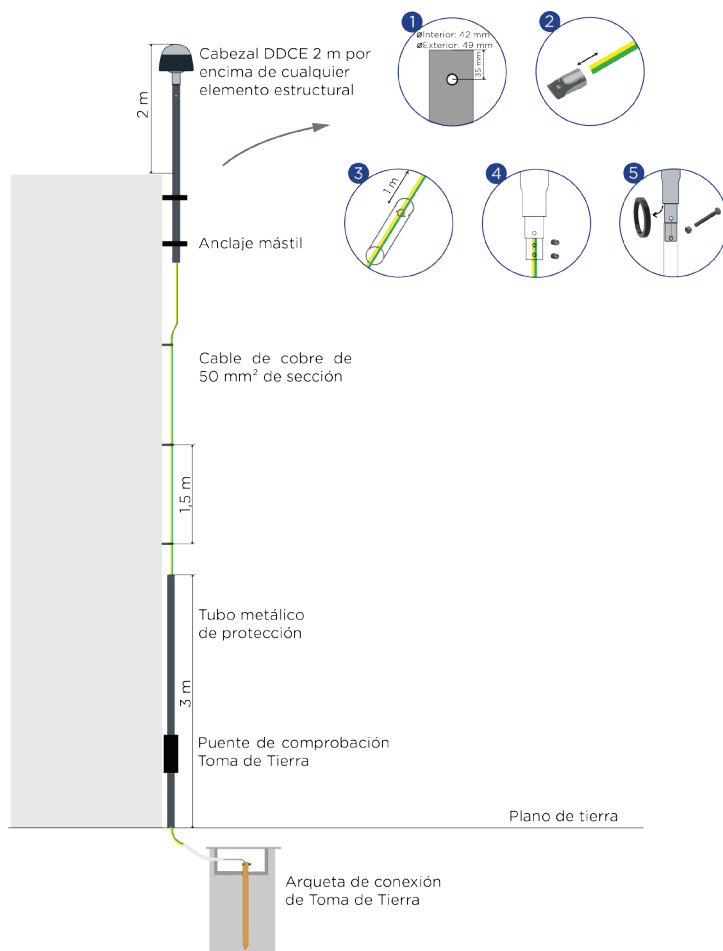 Cabezal DDCE 2 m por
encima de cualquier
elemento estructural
2 m
1
øInterior: 42 mm
øExterior: 49 mm
35 mm
2
3
1 m
4
5
Anclaje mástil
Cable de cobre de
50 mm² de sección
1,5 m
Tubo metálico
de protección
3 m
Puente de comprobación
Toma de Tierra
Plano de tierra
Arqueta de conexión
de Toma de Tierra